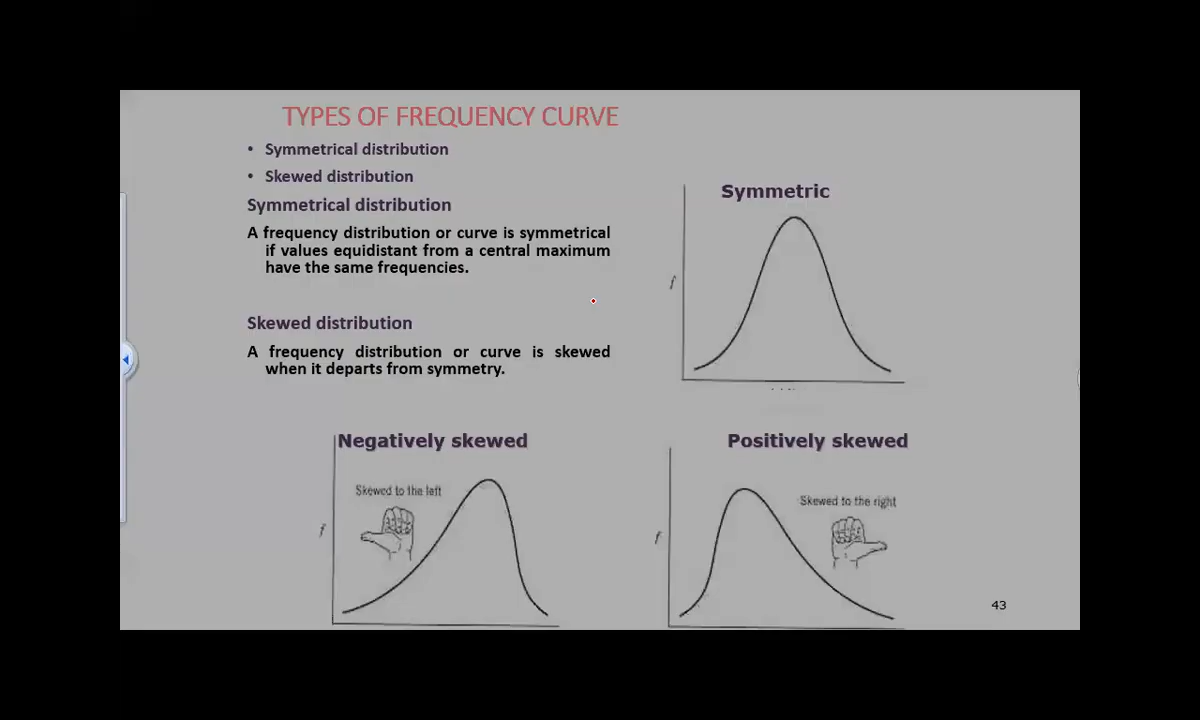 TYPES OF FREQUENCY CURVE
• Symmetrical distribution
• Skewed distribution
Symmetrical distribution
A frequency distribution or curve is symmetrical
if values equidistant from a central maximum
have the same frequencies.
Skewed distribution
A frequency distribution or curve is skewed
when it departs from symmetry.
Symmetric
f
Negatively skewed
Skewed to the left
f
Positively skewed
Skewed to the right
f
43